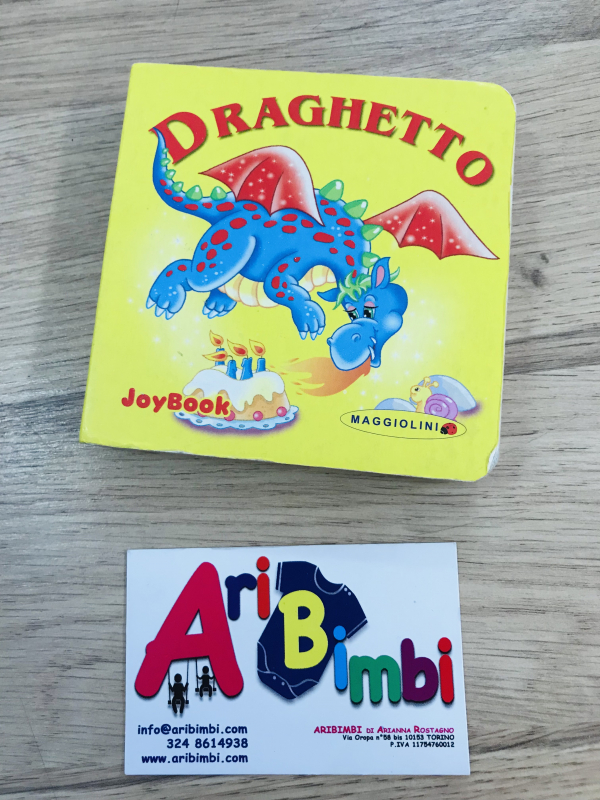 DRAGHETTO
JoyBook
MAGGIOLINI
AriBimbi
info@aribimbi.com
324 8614938
www.aribimbi.com
ARIBIMBI DI ARIANNA ROSTAGNO
Via Oropa n°58 bis 10153 TORINO
P.IVA 11754760012